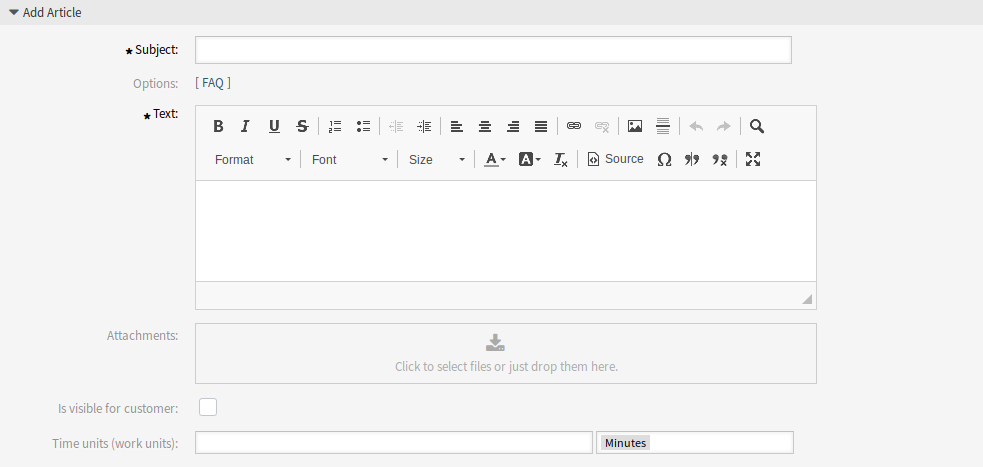 Add Article
★ Subject:
Options: [ FAQ ]
★ Text:
B I U S
Format Font Size A A Tx Source Ω
Attachments: Click to select files or just drop them here.
Is visible for customer:
Time units (work units): Minutes